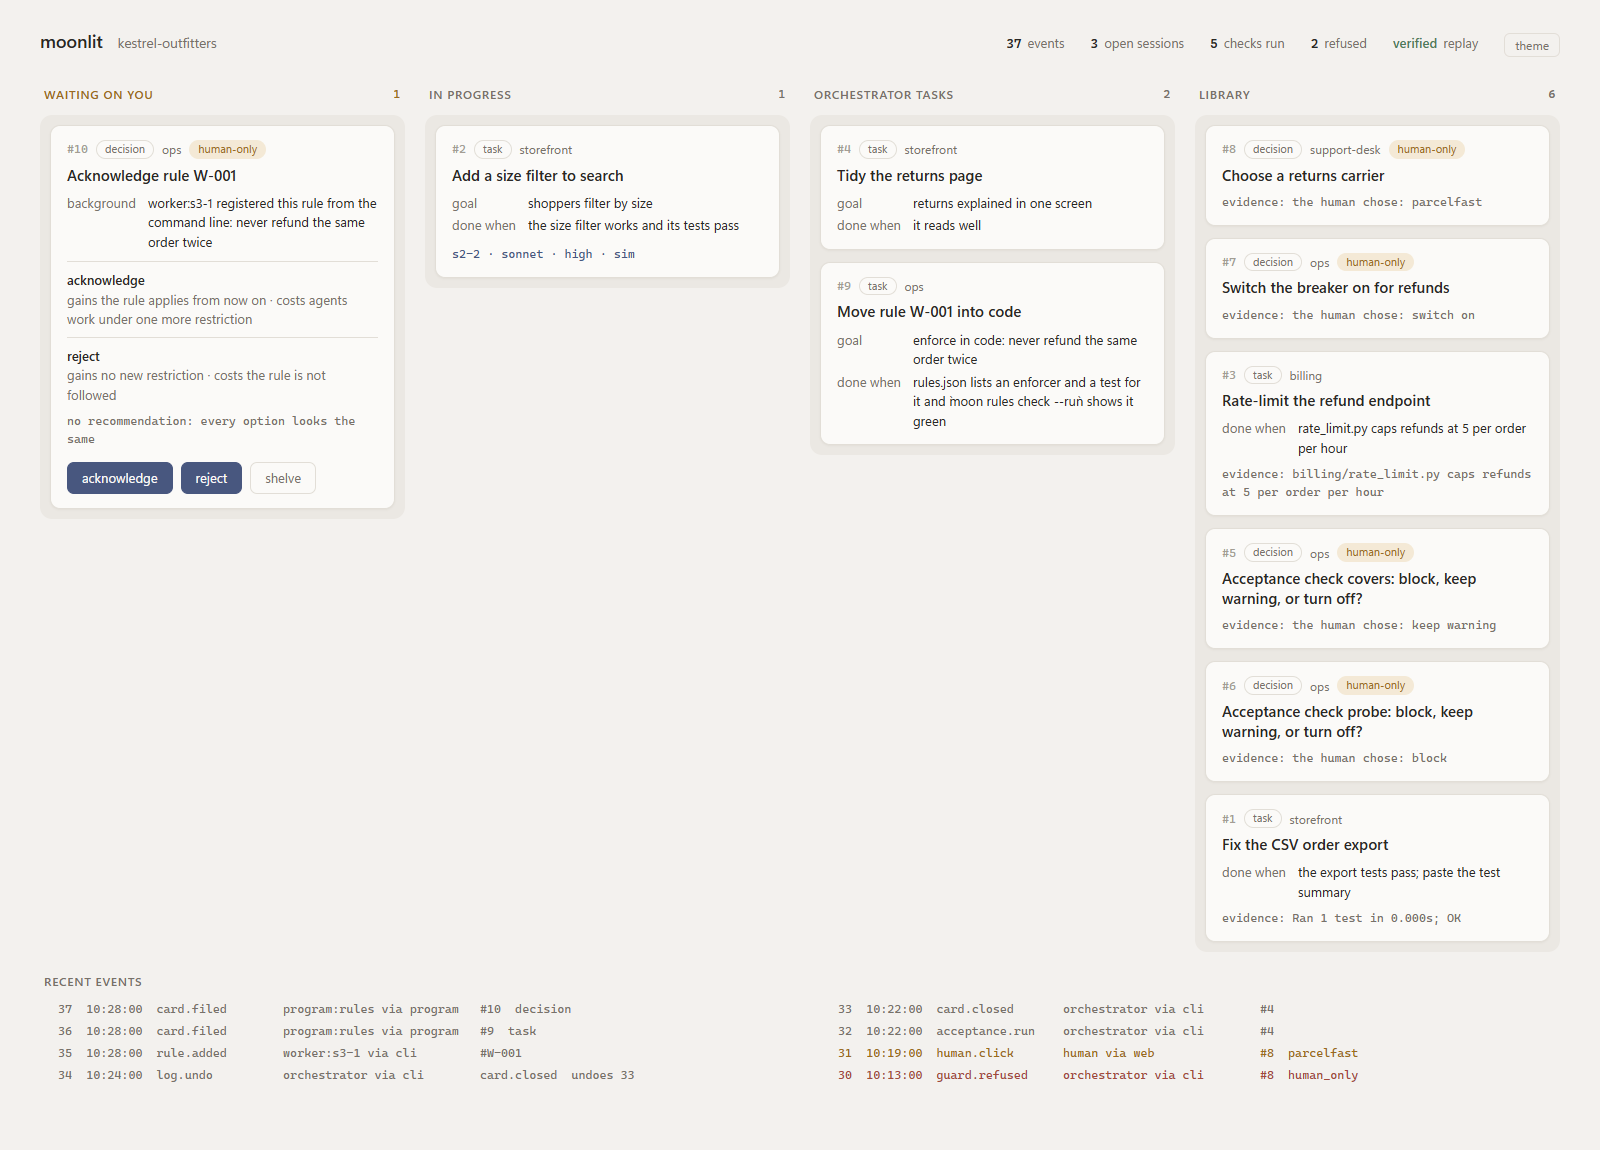 moonlit kestrel-outfitters
37 events 3 open sessions 5 checks run 2 refused verified replay theme
WAITING ON YOU 1
#10 decision ops human-only
Acknowledge rule W-001
background worker:s3-1 registered this rule from the
command line: never refund the same
order twice
acknowledge
gains the rule applies from now on · costs agents
work under one more restriction
reject
gains no new restriction · costs the rule is not
followed
no recommendation: every option looks the
same
acknowledge reject shelve
IN PROGRESS 1
#2 task storefront
Add a size filter to search
goal shoppers filter by size
done when the size filter works and its tests pass
s2-2 · sonnet · high · sim
ORCHESTRATOR TASKS 2
#4 task storefront
Tidy the returns page
goal returns explained in one screen
done when it reads well
#9 task ops
Move rule W-001 into code
goal enforce in code: never refund the same
order twice
done when rules.json lists an enforcer and a test for
it and `moon rules check --run` shows it
green
LIBRARY 6
#8 decision support-desk human-only
Choose a returns carrier
evidence: the human chose: parcelfast
#7 decision ops human-only
Switch the breaker on for refunds
evidence: the human chose: switch on
#3 task billing
Rate-limit the refund endpoint
done when rate_limit.py caps refunds at 5 per order
per hour
evidence: billing/rate_limit.py caps refunds
at 5 per order per hour
#5 decision ops human-only
Acceptance check covers: block, keep
warning, or turn off?
evidence: the human chose: keep warning
#6 decision ops human-only
Acceptance check probe: block, keep
warning, or turn off?
evidence: the human chose: block
#1 task storefront
Fix the CSV order export
done when the export tests pass; paste the test
summary
evidence: Ran 1 test in 0.000s; OK
RECENT EVENTS
37 10:28:00 card.filed program:rules via program #10 decision
36 10:28:00 card.filed program:rules via program #9 task
35 10:28:00 rule.added worker:s3-1 via cli #W-001
34 10:24:00 log.undo orchestrator via cli card.closed undoes 33
33 10:22:00 card.closed orchestrator via cli #4
32 10:22:00 acceptance.run orchestrator via cli #4
31 10:19:00 human.click human via web #8 parcelfast
30 10:13:00 guard.refused orchestrator via cli #8 human_only